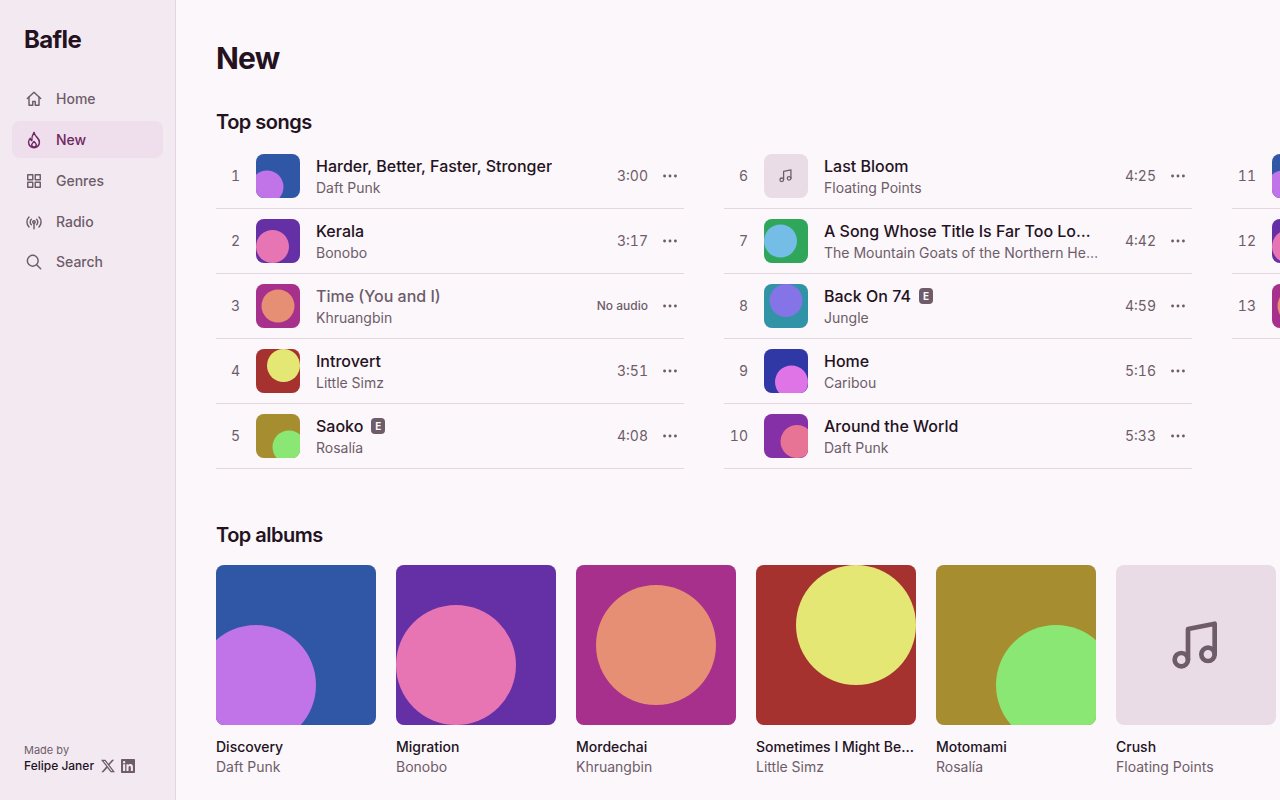 Bafle
Home
New
Genres
Radio
Search
Made by
Felipe Janer
New
Top songs
1 Harder, Better, Faster, Stronger 3:00
Daft Punk
2 Kerala 3:17
Bonobo
3 Time (You and I) No audio
Khruangbin
4 Introvert 3:51
Little Simz
5 Saoko E 4:08
Rosalía
6 Last Bloom 4:25
Floating Points
7 A Song Whose Title Is Far Too Lo... 4:42
The Mountain Goats of the Northern He...
8 Back On 74 E 4:59
Jungle
9 Home 5:16
Caribou
10 Around the World 5:33
Daft Punk
11
12
13
Top albums
Discovery
Daft Punk
Migration
Bonobo
Mordechai
Khruangbin
Sometimes I Might Be...
Little Simz
Motomami
Rosalía
Crush
Floating Points